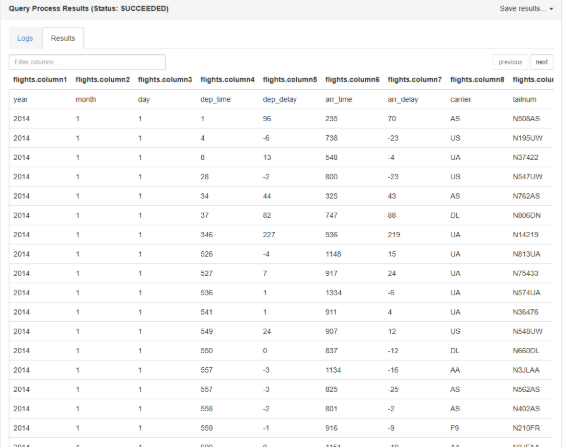 Query Process Results (Status: SUCCEEDED) Save results...
Logs Results
Filter columns previous next
flights.column1 flights.column2 flights.column3 flights.column4 flights.column5 flights.column6 flights.column7 flights.column8 flights.colu
year month day dep_time dep_delay arr_time arr_delay carrier tailnum
2014 1 1 1 96 235 70 AS N508AS
2014 1 1 4 -6 738 -23 US N195UW
2014 1 1 8 13 548 -4 UA N37422
2014 1 1 28 -2 800 -23 US N547UW
2014 1 1 34 44 325 43 AS N762AS
2014 1 1 37 82 747 88 DL N806DN
2014 1 1 346 227 936 219 UA N14219
2014 1 1 526 -4 1148 15 UA N813UA
2014 1 1 527 7 917 24 UA N75433
2014 1 1 536 1 1334 -6 UA N574UA
2014 1 1 541 1 911 4 UA N36476
2014 1 1 549 24 907 12 US N548UW
2014 1 1 550 0 837 -12 DL N660DL
2014 1 1 557 -3 1134 -16 AA N3JLAA
2014 1 1 557 -3 825 -25 AS N562AS
2014 1 1 558 -2 801 -2 AS N402AS
2014 1 1 559 -1 916 -9 F9 N210FR